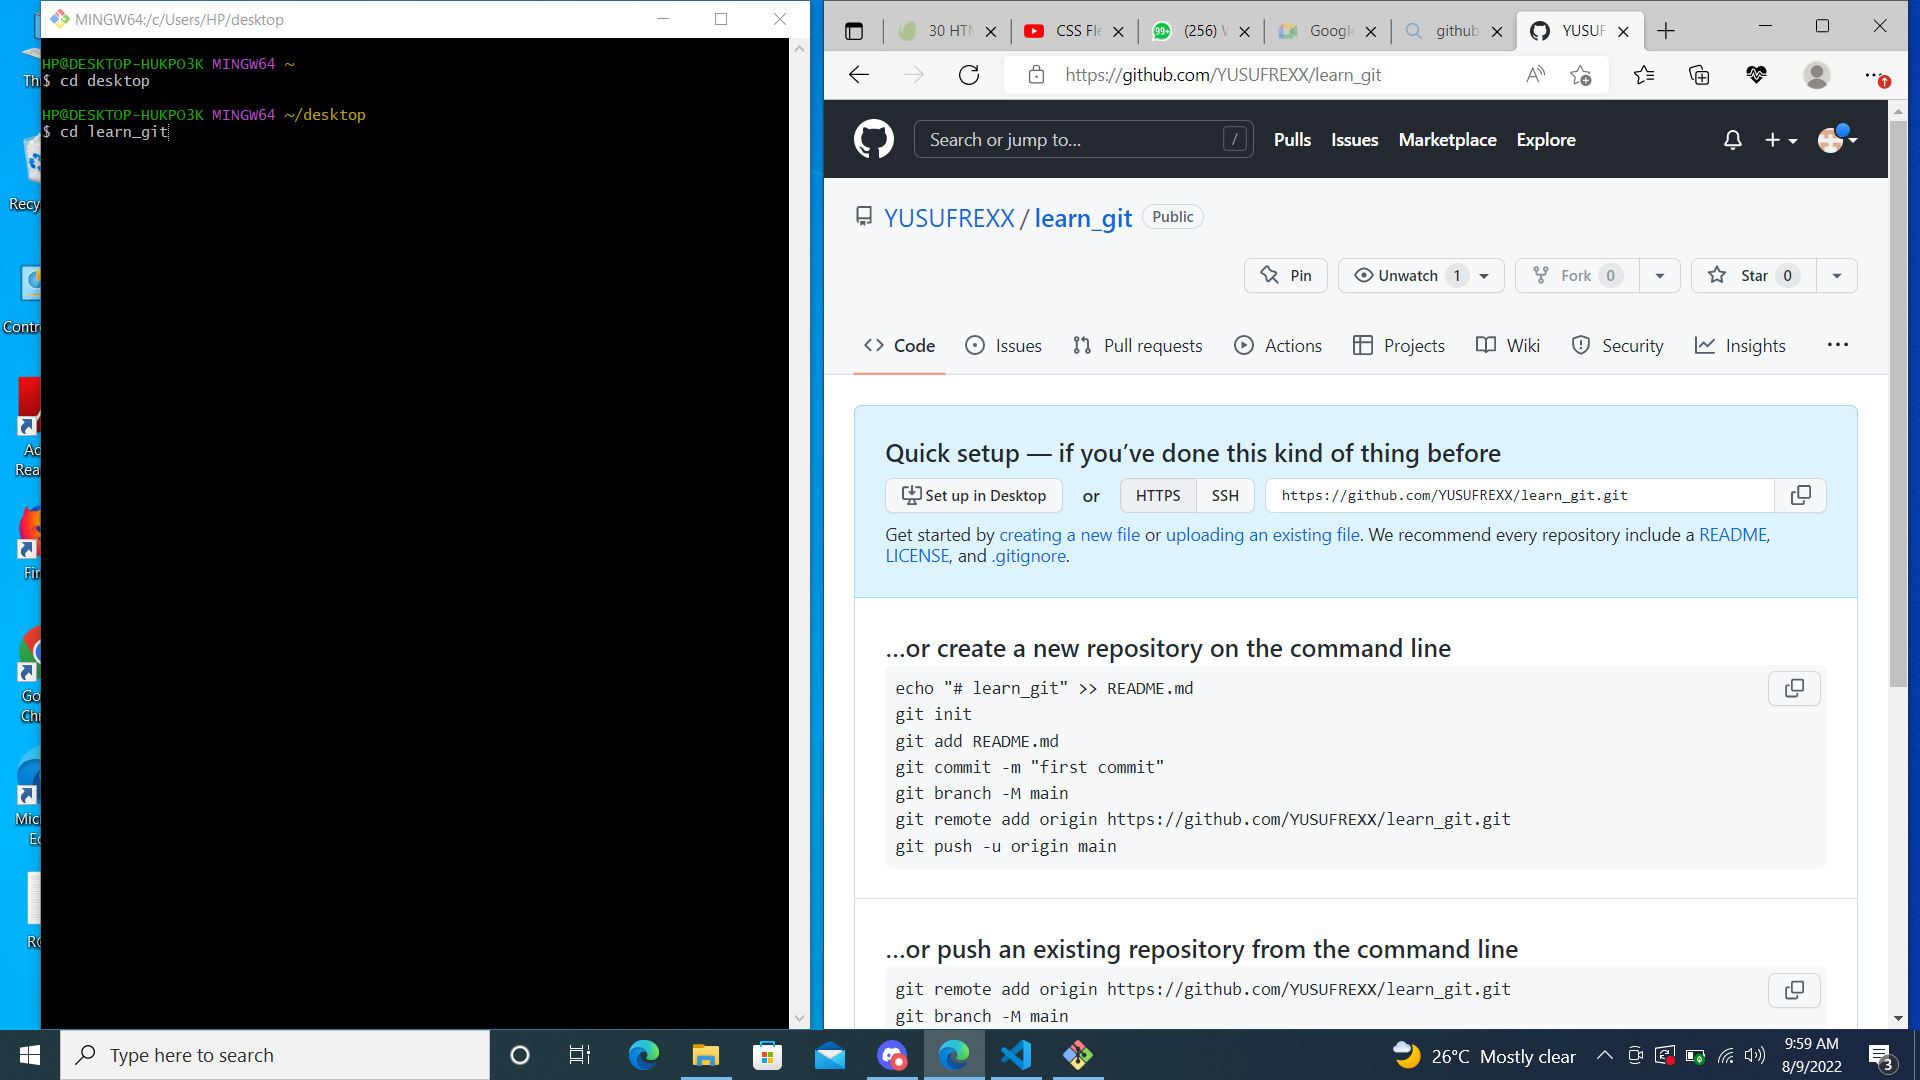 MINGW64:/c/Users/HP/desktop
HP@DESKTOP-HUKPO3K MINGW64 ~
$ cd desktop
HP@DESKTOP-HUKPO3K MINGW64 ~/desktop
$ cd learn_git
Recy
Contr
Rea
Fir
Go
Chr
Mic
30 HTM
CSS Fle
(256) W
Googl
github
YUSUF
https://github.com/YUSUFREXX/learn_git
Search or jump to...
/
Pulls
Issues
Marketplace
Explore
YUSUFREXX / learn_git
Public
Pin
Unwatch 1
Fork 0
Star 0
Code
Issues
Pull requests
Actions
Projects
Wiki
Security
Insights
Quick setup — if you’ve done this kind of thing before
Set up in Desktop
or
HTTPS
SSH
https://github.com/YUSUFREXX/learn_git.git
Get started by creating a new file or uploading an existing file. We recommend every repository include a README,
LICENSE, and .gitignore.
…or create a new repository on the command line
echo "# learn_git" >> README.md
git init
git add README.md
git commit -m "first commit"
git branch -M main
git remote add origin https://github.com/YUSUFREXX/learn_git.git
git push -u origin main
…or push an existing repository from the command line
git remote add origin https://github.com/YUSUFREXX/learn_git.git
git branch -M main
Type here to search
26°C Mostly clear
9:59 AM
8/9/2022
3